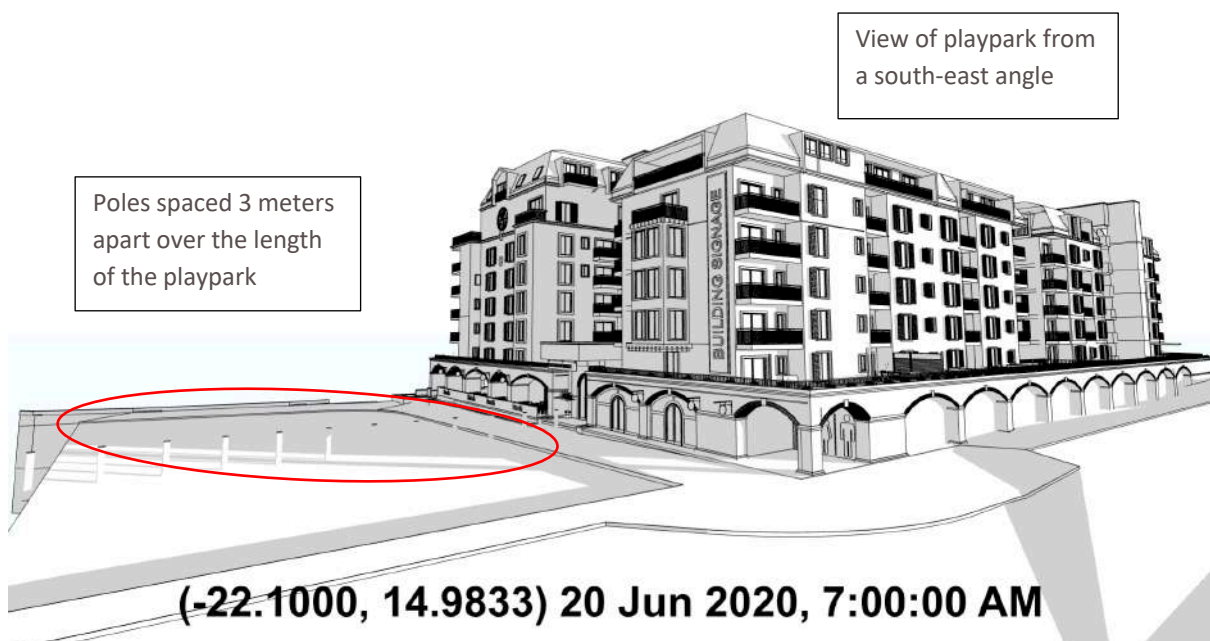 View of playpark from
a south-east angle
Poles spaced 3 meters
apart over the length
of the playpark
BUILDING SIGNAGE
(-22.1000, 14.9833) 20 Jun 2020, 7:00:00 AM